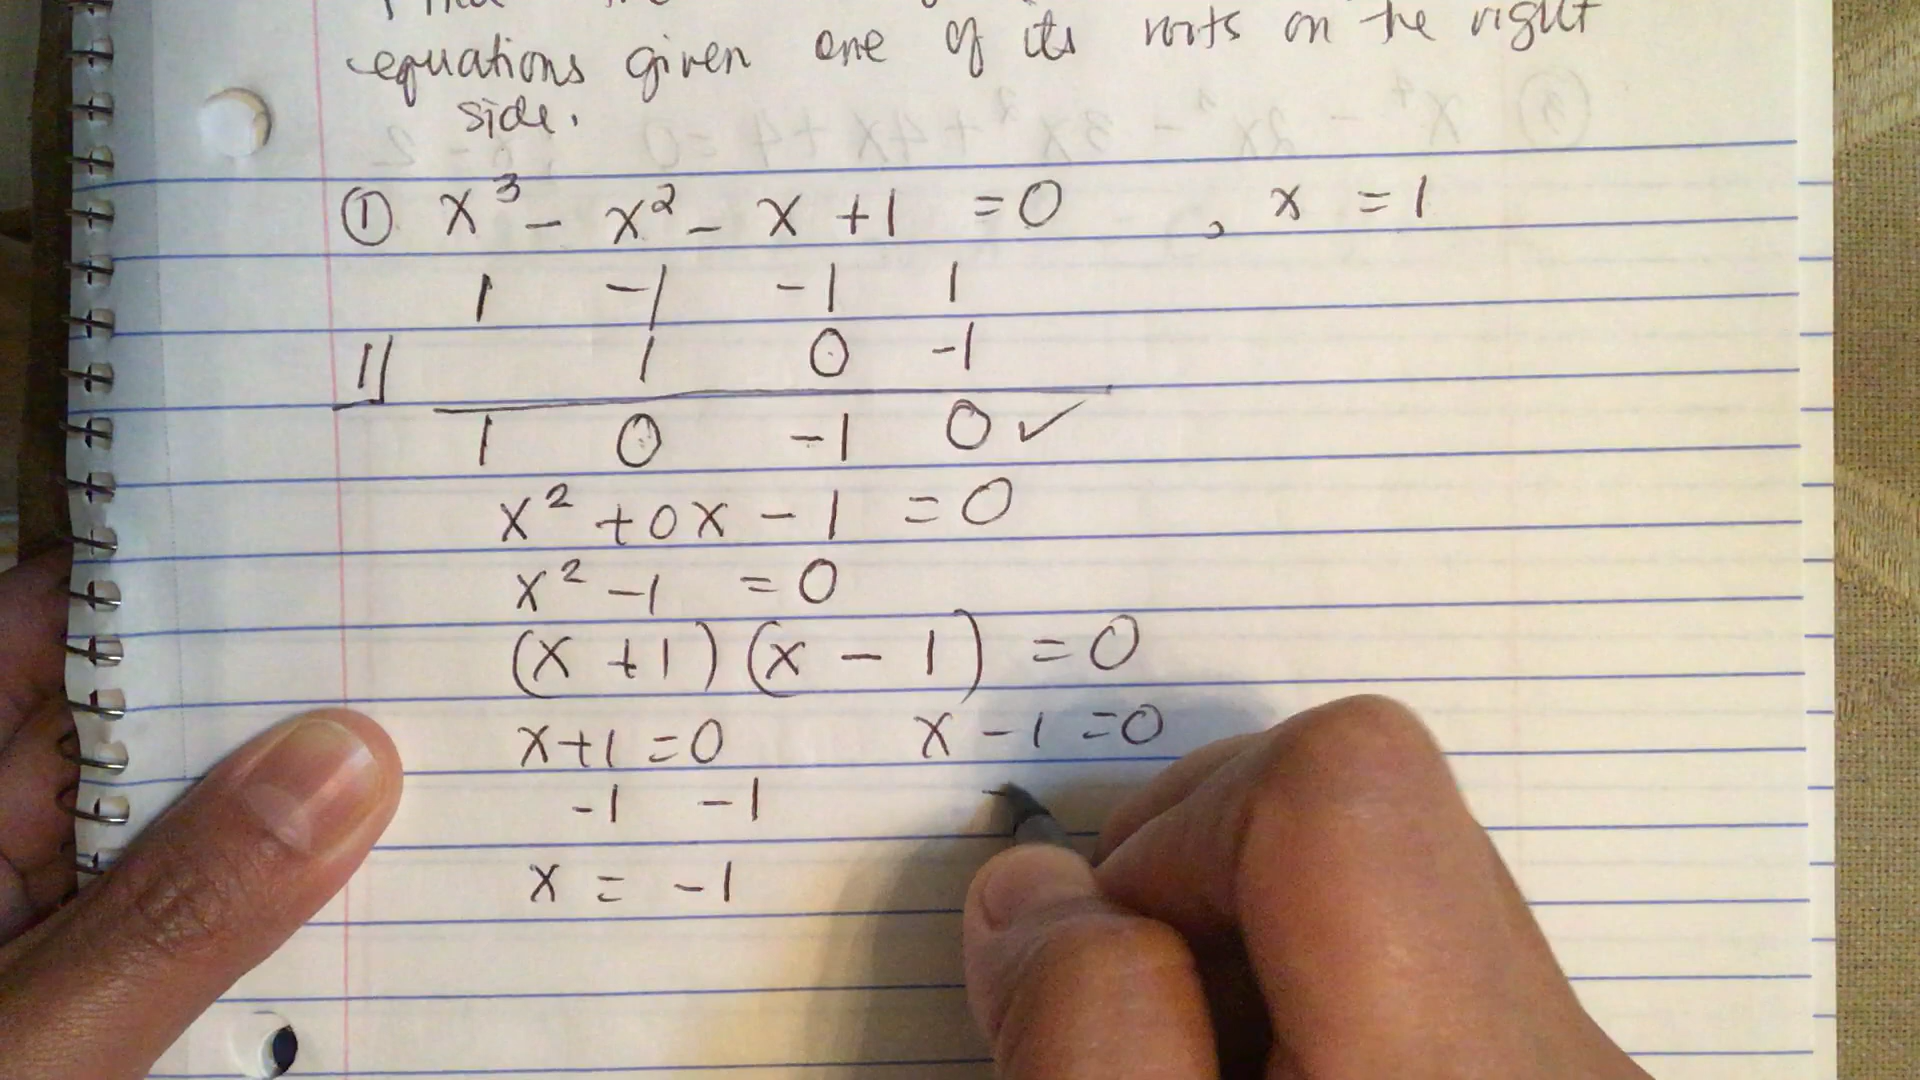 equations given one of its roots on the right
side.
① x³ - x² - x + 1 = 0 , x = 1
1 -1 -1 1
1 1 0 -1
1 0 -1 0 ✓
x² + 0x - 1 = 0
x² - 1 = 0
(x + 1) (x - 1) = 0
x + 1 = 0 x - 1 = 0
-1 -1 -
x = -1